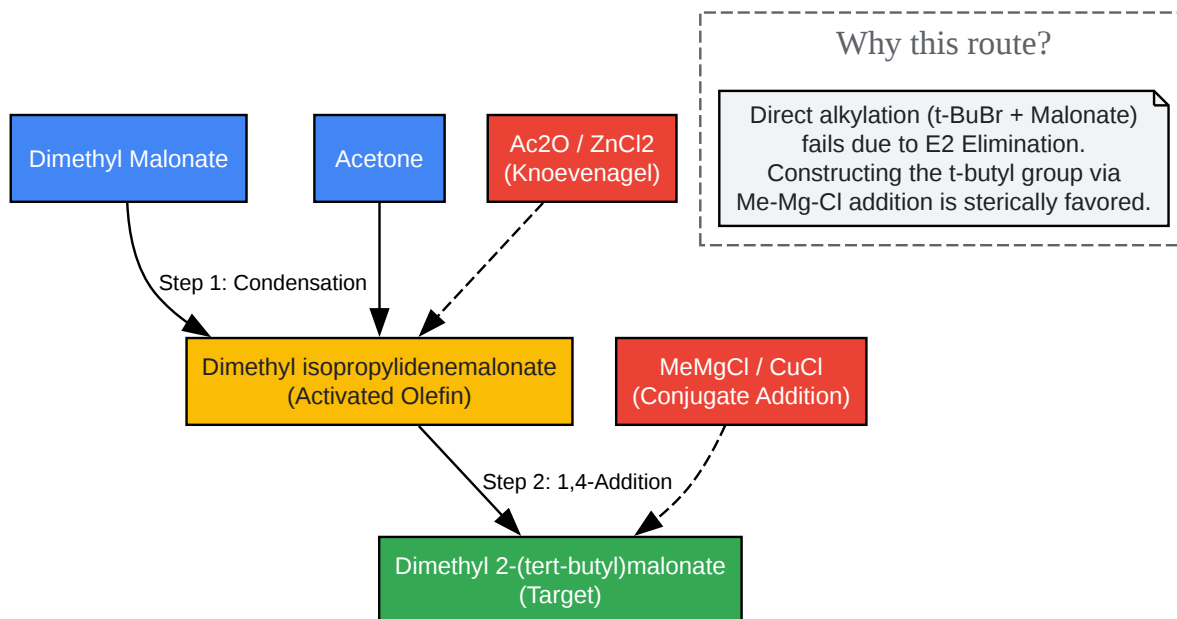 Why this route?
Direct alkylation (t-BuBr + Malonate)
fails due to E2 Elimination.
Constructing the t-butyl group via
Me-Mg-Cl addition is sterically favored.
Dimethyl Malonate
Acetone
Ac2O / ZnCl2
(Knoevenagel)
Step 1: Condensation
Dimethyl isopropylidenemalonate
(Activated Olefin)
MeMgCl / CuCl
(Conjugate Addition)
Step 2: 1,4-Addition
Dimethyl 2-(tert-butyl)malonate
(Target)